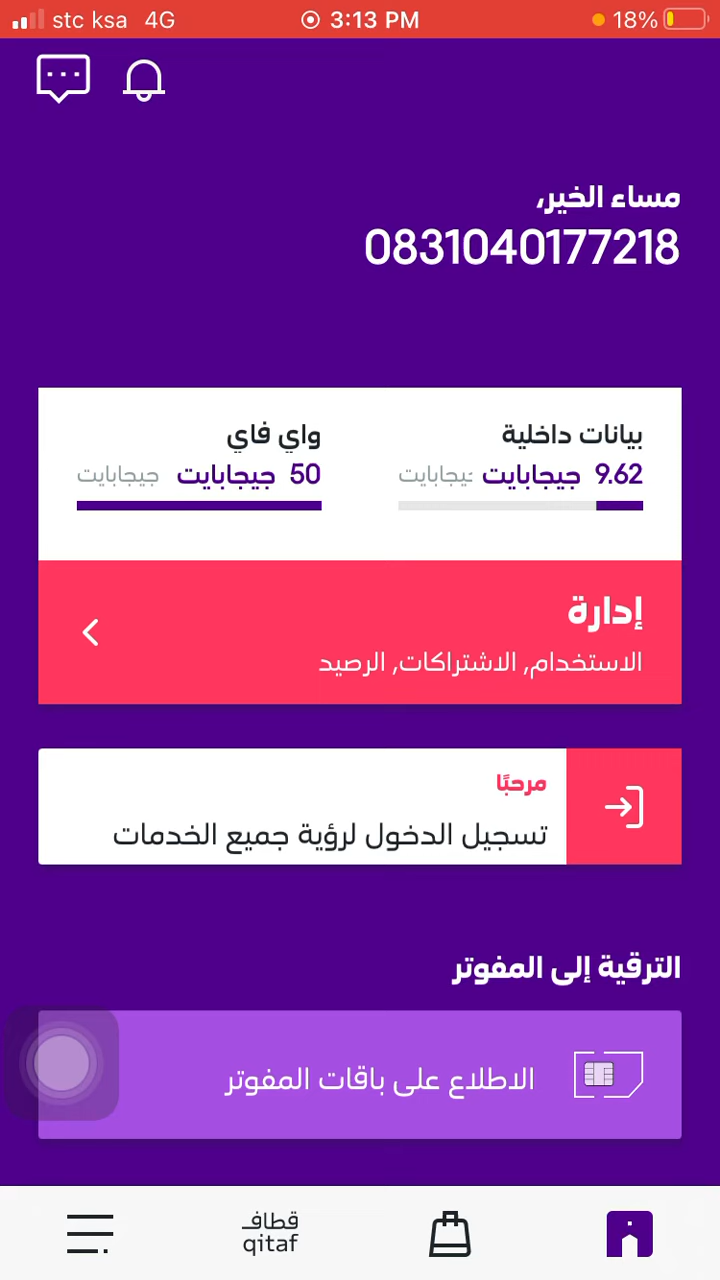 stc ksa 4G 3:13 PM 18%
مساء الخير،
0831040177218
بيانات داخلية
9.62 جيجابايت
واي فاي
50 جيجابايت جيجابايت
إدارة
الاستخدام, الاشتراكات, الرصيد
مرحبًا
تسجيل الدخول لرؤية جميع الخدمات
الترقية إلى المفوتر
الاطلاع على باقات المفوتر
قطاف
qitaf